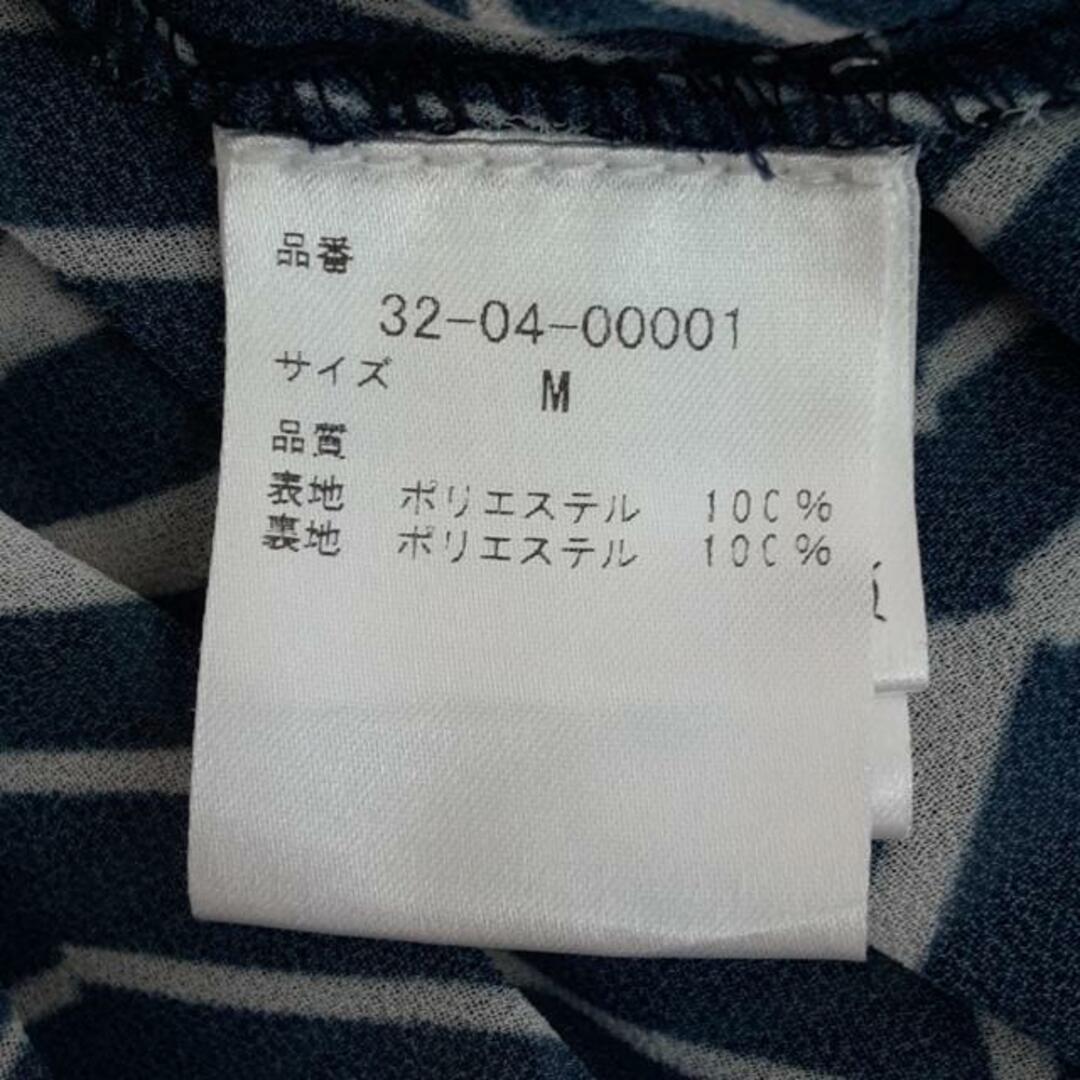 品番
32-04-00001
サイズ M
品質
表地 ポリエステル 100%
裏地 ポリエステル 100%